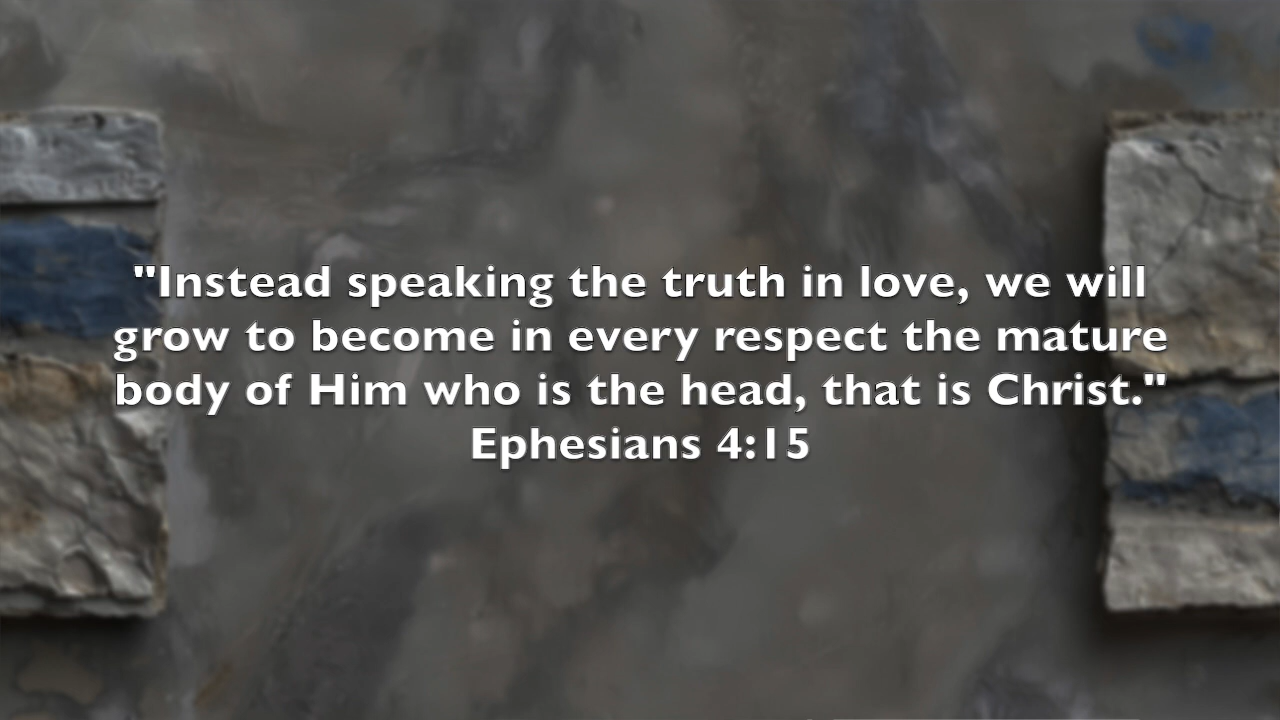 "Instead speaking the truth in love, we will
grow to become in every respect the mature
body of Him who is the head, that is Christ."
Ephesians 4:15